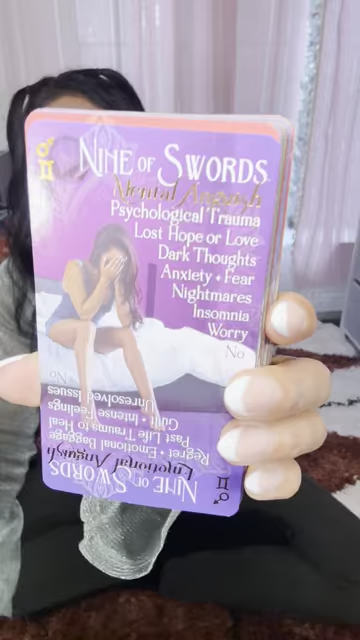 NINE OF SWORDS
Mental Anguish
Psychological Trauma
Lost Hope or Love
Dark Thoughts
Anxiety • Fear
Nightmares
Insomnia
Worry
No
NINE OF SWORDS
Emotional Anguish
Regret • Emotional Baggage
Past Life Trauma to Heal
Guilt • Intense Feelings
Unresolved Issues
No